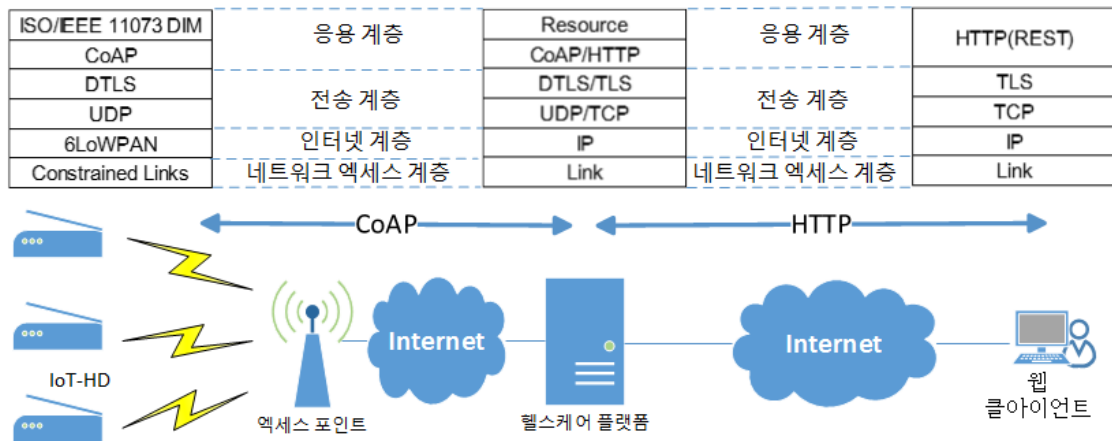 ISO/IEEE 11073 DIM
CoAP
DTLS
UDP
6LoWPAN
Constrained Links
응용 계층
전송 계층
인터넷 계층
네트워크 엑세스 계층
Resource
CoAP/HTTP
DTLS/TLS
UDP/TCP
IP
Link
응용 계층
전송 계층
인터넷 계층
네트워크 엑세스 계층
HTTP(REST)
TLS
TCP
IP
Link
CoAP
HTTP
IoT-HD
엑세스 포인트
Internet
헬스케어 플랫폼
Internet
웹
클아이언트